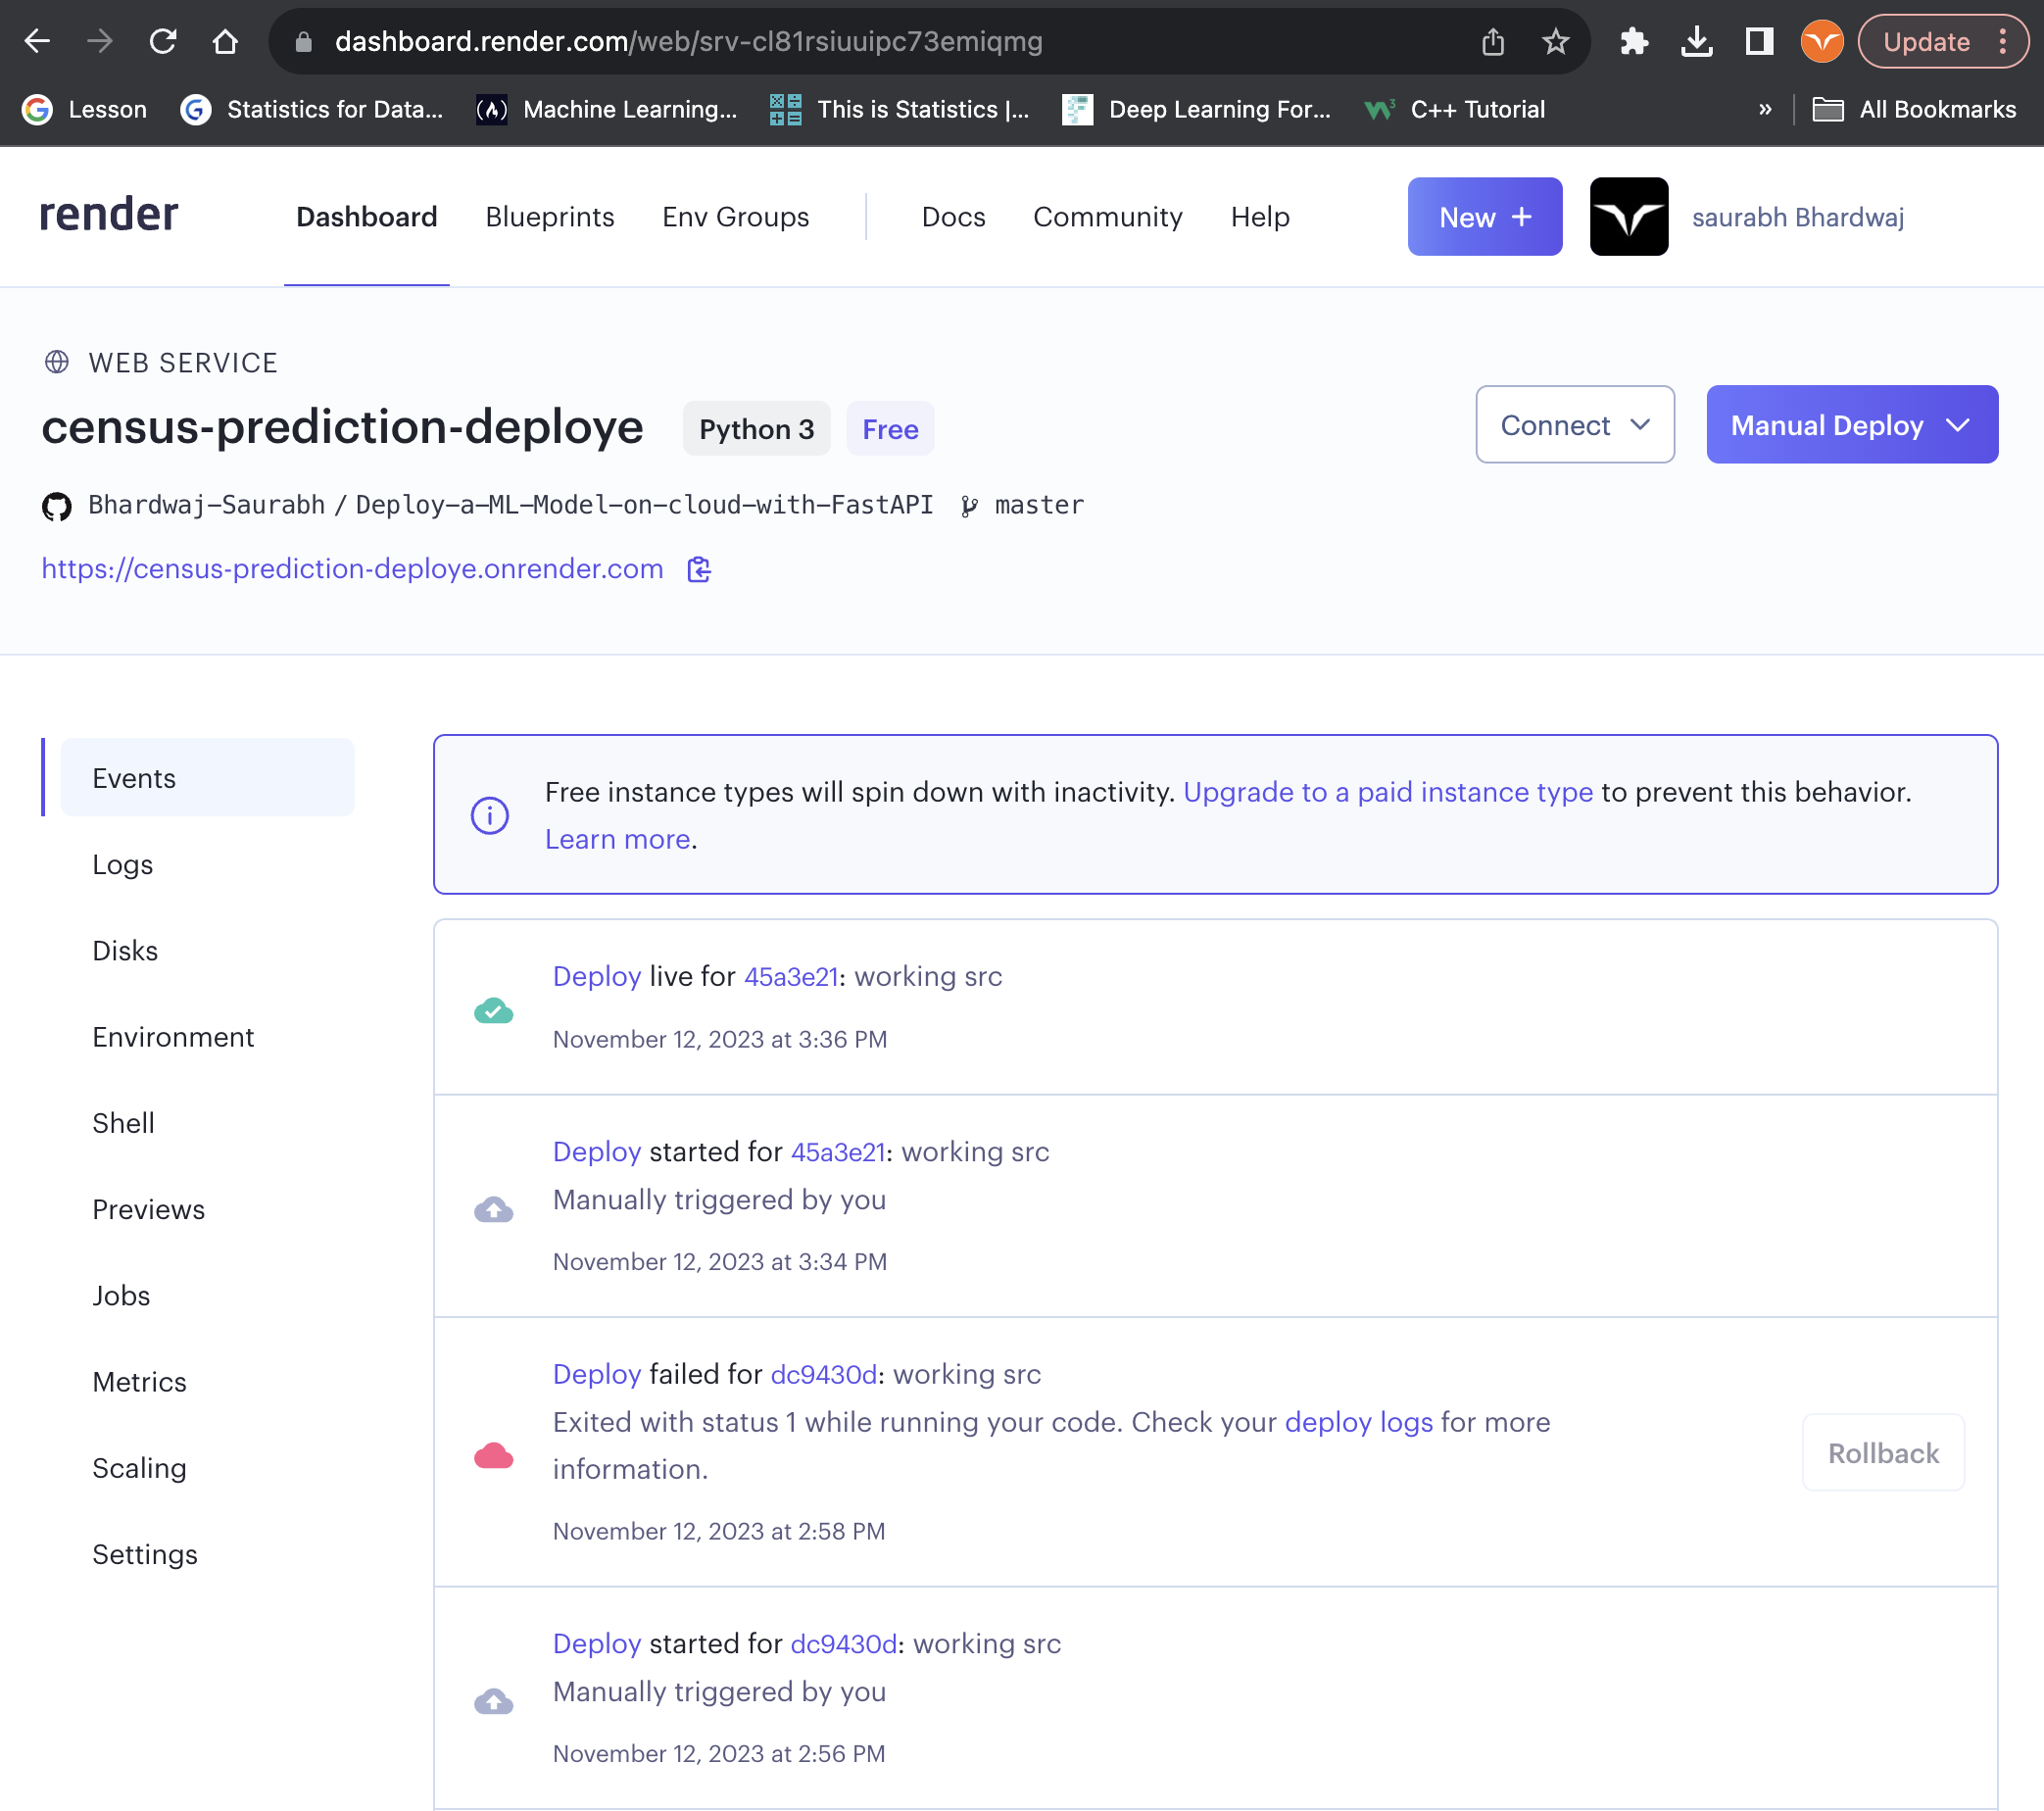 dashboard.render.com/web/srv-cl81rsiuuipc73emiqmg
Update
Lesson
Statistics for Data...
Machine Learning...
This is Statistics |...
Deep Learning For...
C++ Tutorial
»
All Bookmarks
render
Dashboard
Blueprints
Env Groups
Docs
Community
Help
New +
saurabh Bhardwaj
WEB SERVICE
census-prediction-deploye
Python 3
Free
Connect
Manual Deploy
Bhardwaj-Saurabh / Deploy-a-ML-Model-on-cloud-with-FastAPI
master
https://census-prediction-deploye.onrender.com
Events
Logs
Disks
Environment
Shell
Previews
Jobs
Metrics
Scaling
Settings
Free instance types will spin down with inactivity. Upgrade to a paid instance type to prevent this behavior.
Learn more.
Deploy live for 45a3e21: working src
November 12, 2023 at 3:36 PM
Deploy started for 45a3e21: working src
Manually triggered by you
November 12, 2023 at 3:34 PM
Deploy failed for dc9430d: working src
Exited with status 1 while running your code. Check your deploy logs for more
information.
November 12, 2023 at 2:58 PM
Rollback
Deploy started for dc9430d: working src
Manually triggered by you
November 12, 2023 at 2:56 PM